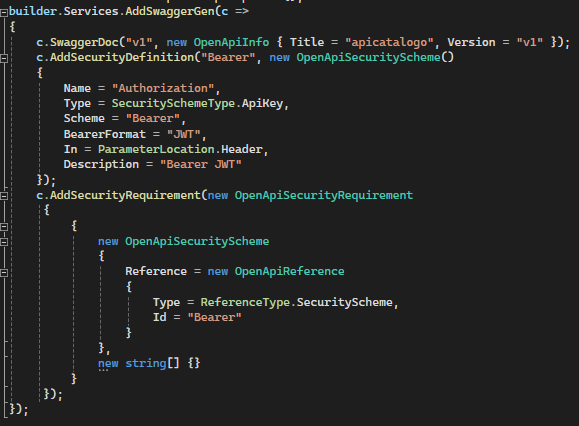 builder.Services.AddSwaggerGen(c =>
{
    c.SwaggerDoc("v1", new OpenApiInfo { Title = "apicatalogo", Version = "v1" });
    c.AddSecurityDefinition("Bearer", new OpenApiSecurityScheme()
    {
        Name = "Authorization",
        Type = SecuritySchemeType.ApiKey,
        Scheme = "Bearer",
        BearerFormat = "JWT",
        In = ParameterLocation.Header,
        Description = "Bearer JWT"
    });
    c.AddSecurityRequirement(new OpenApiSecurityRequirement
     {
         {
             new OpenApiSecurityScheme
             {
                 Reference = new OpenApiReference
                 {
                     Type = ReferenceType.SecurityScheme,
                     Id = "Bearer"
                 }
             },
             new string[] {}
         }
     });
});